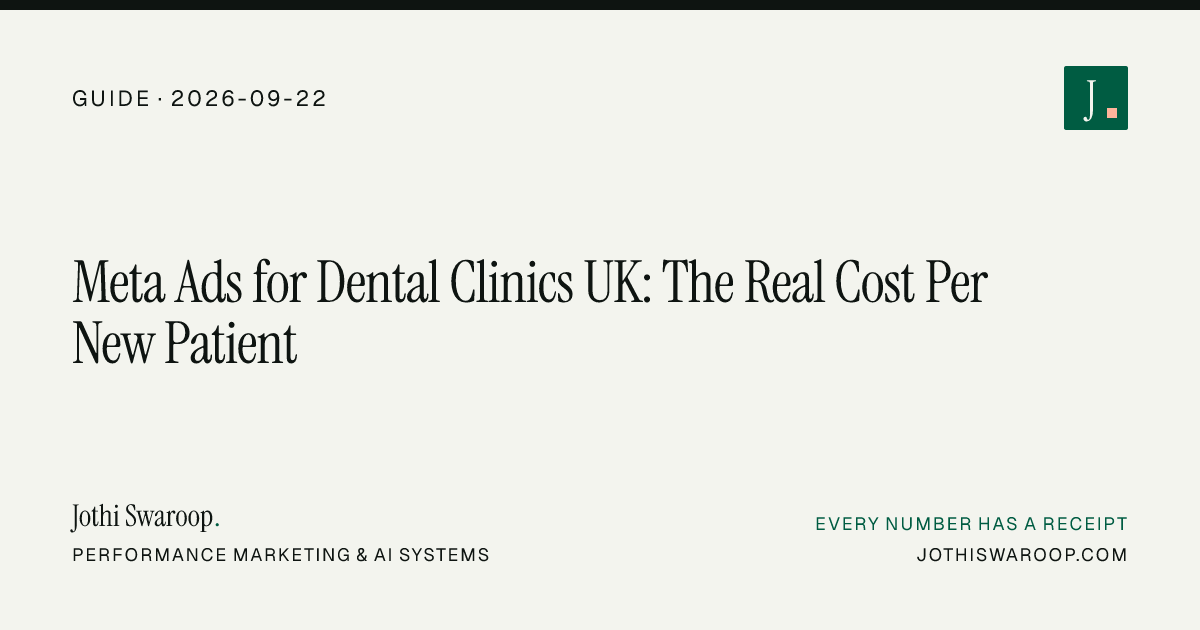 GUIDE · 2026-09-22
J.
Meta Ads for Dental Clinics UK: The Real Cost Per
New Patient
Jothi Swaroop.
PERFORMANCE MARKETING & AI SYSTEMS
EVERY NUMBER HAS A RECEIPT
JOTHISWAROOP.COM